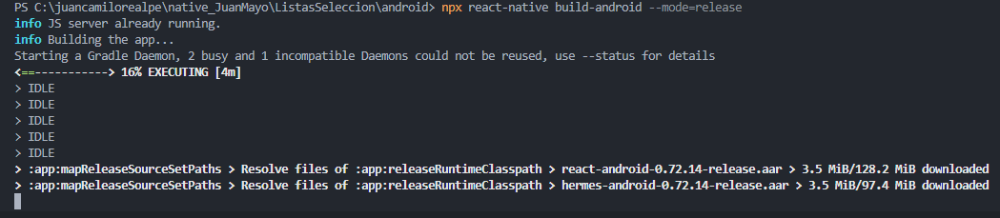 PS C:\juancamilorealpe\native_JuanMayo\ListasSeleccion\android> npx react-native build-android --mode=release
info JS server already running.
info Building the app...
Starting a Gradle Daemon, 2 busy and 1 incompatible Daemons could not be reused, use --status for details
<==-----------> 16% EXECUTING [4m]
> IDLE
> IDLE
> IDLE
> IDLE
> IDLE
> :app:mapReleaseSourceSetPaths > Resolve files of :app:releaseRuntimeClasspath > react-android-0.72.14-release.aar > 3.5 MiB/128.2 MiB downloaded
> :app:mapReleaseSourceSetPaths > Resolve files of :app:releaseRuntimeClasspath > hermes-android-0.72.14-release.aar > 3.5 MiB/97.4 MiB downloaded